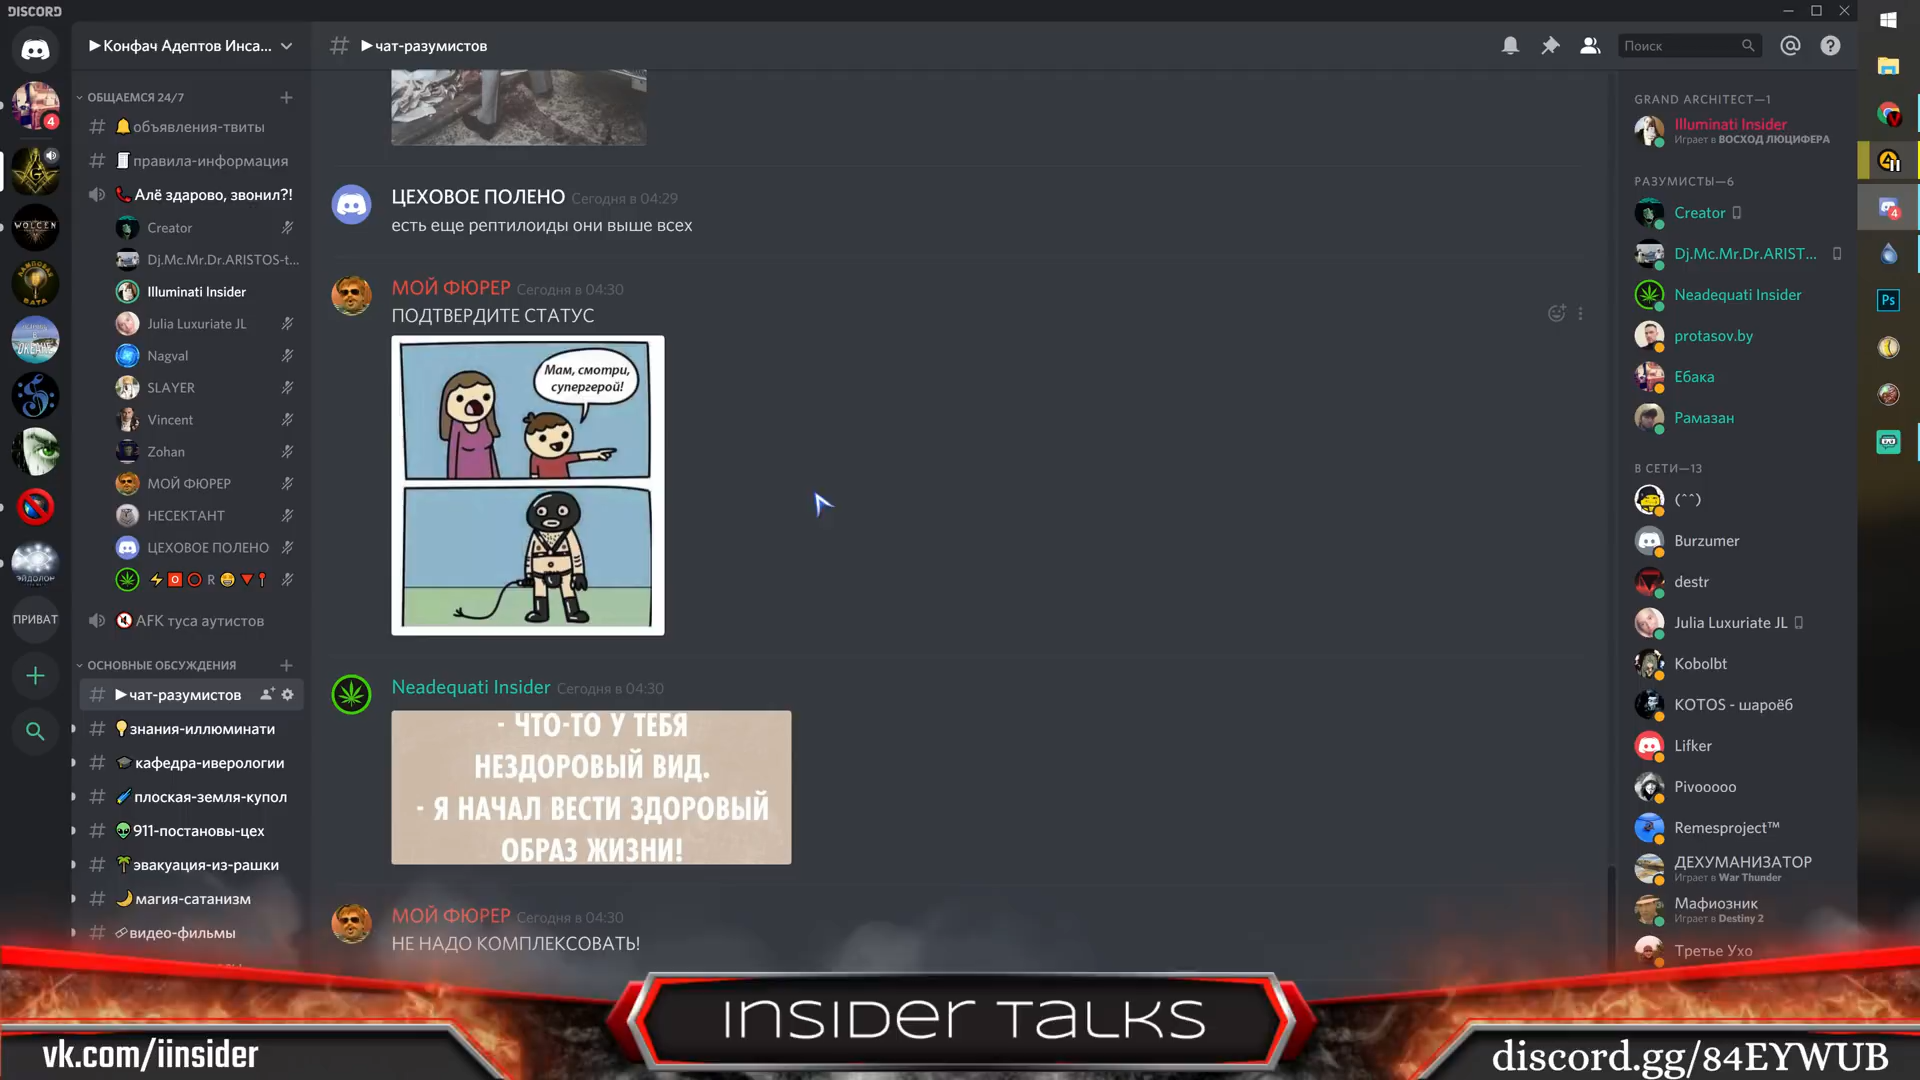 DISCORD
Конфач Адептов Инса...
ОБЩАЕМСЯ 24/7
объявления-твиты
правила-информация
Алё здарово, звонил?!
Creator
Dj.Mc.Mr.Dr.ARISTOS-t...
Illuminati Insider
Julia Luxuriate JL
Nagval
SLAYER
Vincent
Zohan
МОЙ ФЮРЕР
НЕСЕКТАНТ
ЦЕХОВОЕ ПОЛЕНО
R
AFK туса аутистов
ОСНОВНЫЕ ОБСУЖДЕНИЯ
чат-разумистов
знания-иллюминати
кафедра-иверологии
плоская-земля-купол
911-постановы-цех
эвакуация-из-рашки
магия-сатанизм
видео-фильмы
4
WOLCEN
ПРИВАТ
чат-разумистов
Поиск
ЦЕХОВОЕ ПОЛЕНО Сегодня в 04:29
есть еще рептилоиды они выше всех
МОЙ ФЮРЕР Сегодня в 04:30
ПОДТВЕРДИТЕ СТАТУС
Мам, смотри,
супергерой!
Neadequati Insider Сегодня в 04:30
- ЧТО-ТО У ТЕБЯ
НЕЗДОРОВЫЙ ВИД.
- Я НАЧАЛ ВЕСТИ ЗДОРОВЫЙ
ОБРАЗ ЖИЗНИ!
МОЙ ФЮРЕР Сегодня в 04:30
НЕ НАДО КОМПЛЕКСОВАТЬ!
GRAND ARCHITECT—1
Illuminati Insider
Играет в ВОСХОД ЛЮЦИФЕРА
РАЗУМИСТЫ—6
Creator
Dj.Mc.Mr.Dr.ARIST...
Neadequati Insider
protasov.by
Ебака
Рамазан
В СЕТИ—13
(^^)
Burzumer
destr
Julia Luxuriate JL
Kobolbt
KOTOS - шароёб
Lifker
Pivooooo
Remesproject™
ДЕХУМАНИЗАТОР
Играет в War Thunder
Мафиозник
Играет в Destiny 2
Третье Ухо
4
Ps
INSIDER TALKS
vk.com/iinsider
discord.gg/84EYWUB